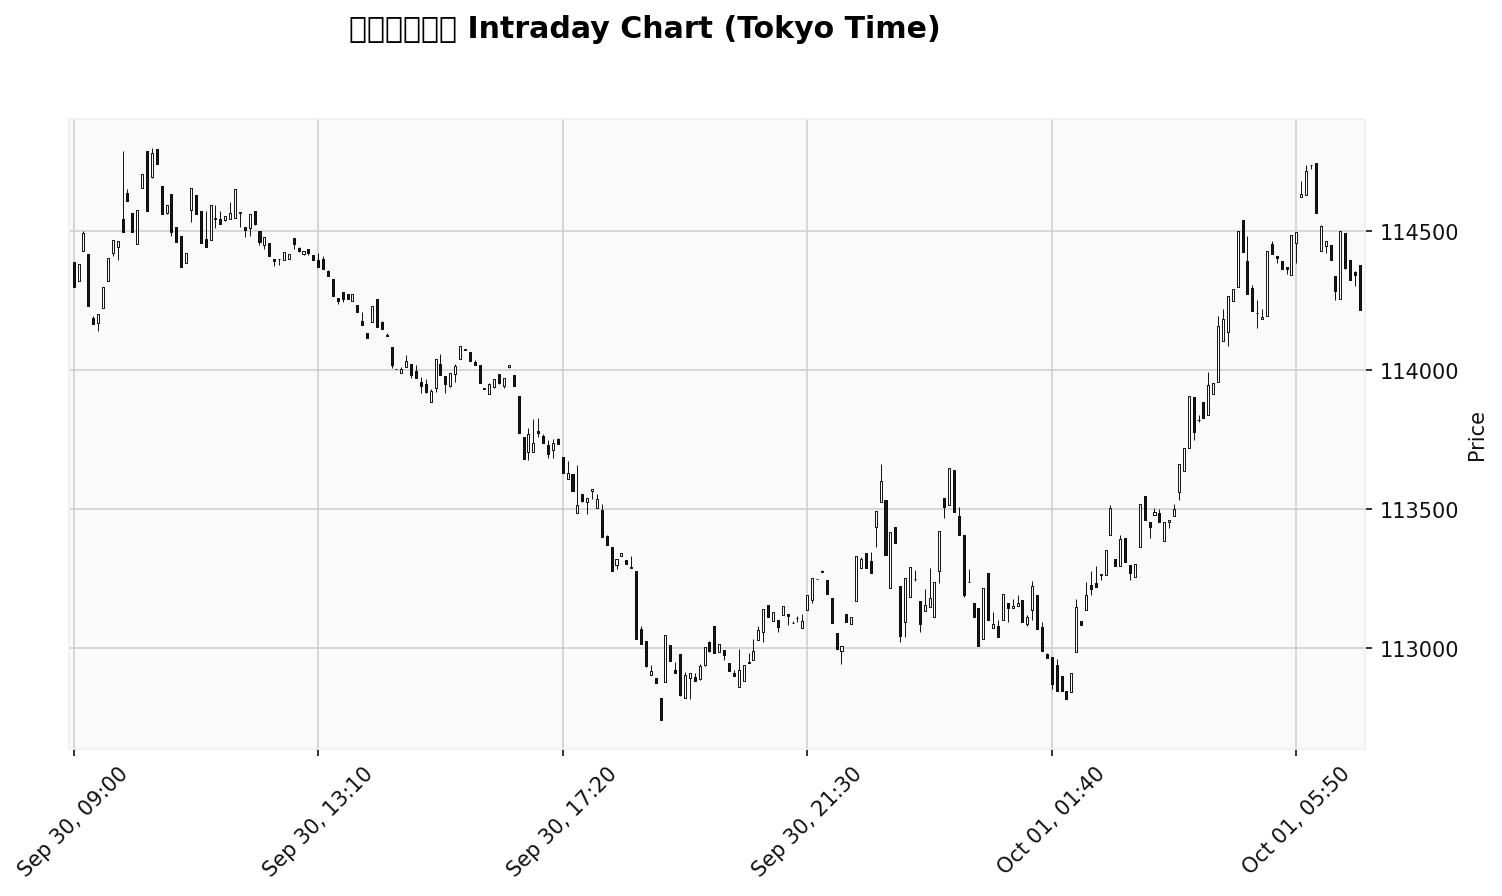 Intraday Chart (Tokyo Time)
114500
114000
113500
113000
Price
Sep 30, 09:00
Sep 30, 13:10
Sep 30, 17:20
Sep 30, 21:30
Oct 01, 01:40
Oct 01, 05:50